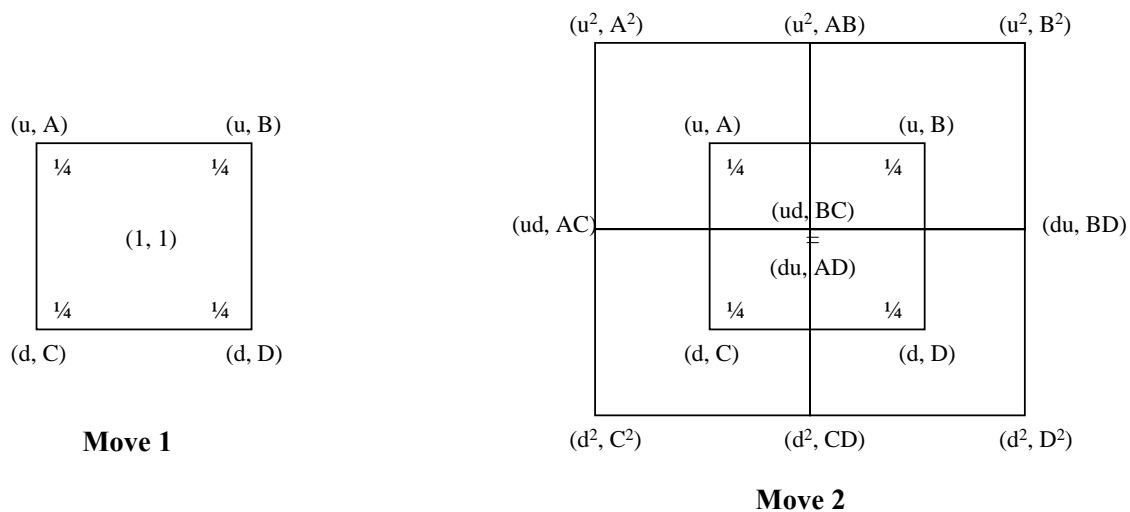 (u², A²) (u², AB) (u², B²)
(u, A) (u, B) (u, A) (u, B)
¼ ¼ ¼ ¼
(ud, AC) (ud, BC) (du, BD)
(1, 1) =
(du, AD)
¼ ¼ ¼ ¼
(d, C) (d, D) (d, C) (d, D)
(d², C²) (d², CD) (d², D²)
Move 1
Move 2